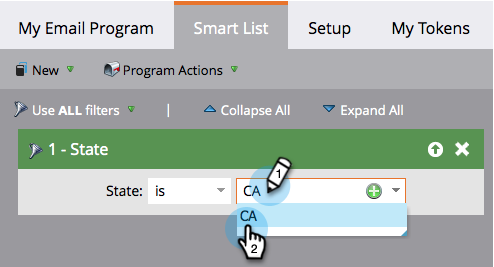 My Email Program Smart List Setup My Tokens
New Program Actions
Use ALL filters | Collapse All Expand All
1 - State
State: is CA
1
CA
2